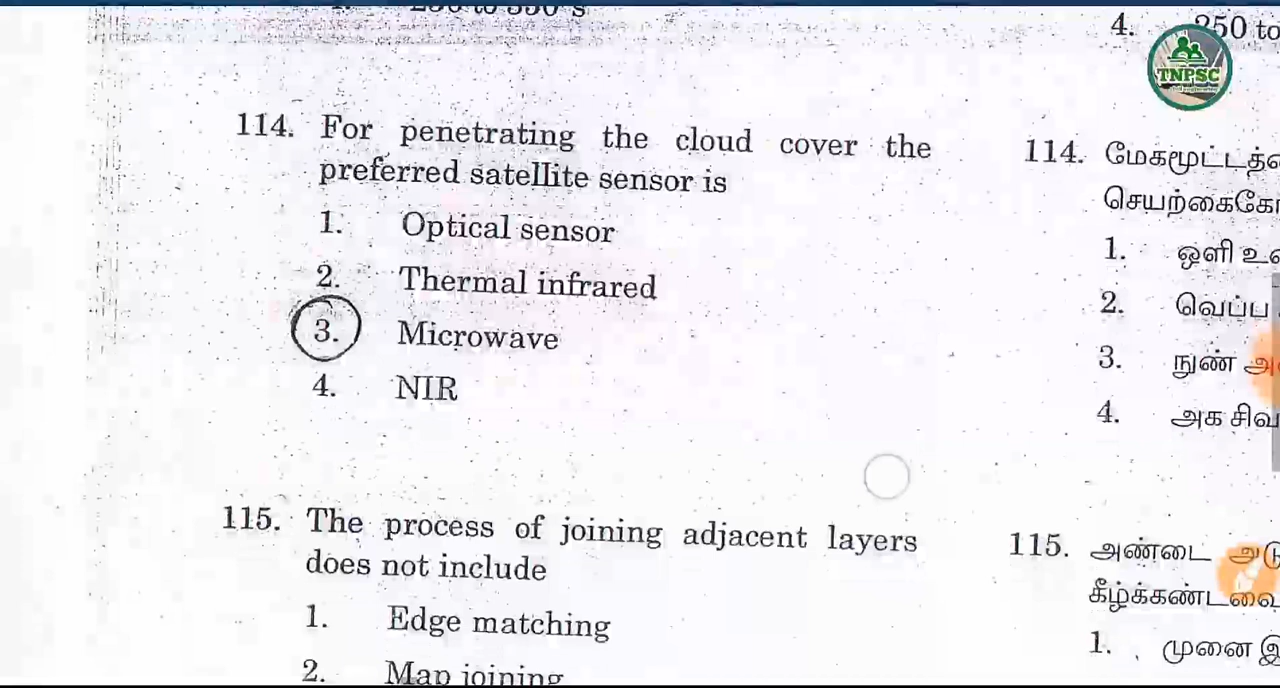 4. 250 to
TNPSC
114. For penetrating the cloud cover the
preferred satellite sensor is
1. Optical sensor
2. Thermal infrared
3. Microwave
4. NIR
115. The process of joining adjacent layers
does not include
1. Edge matching
2. Map joining
114. மேகமூட்டத்
செயற்கைகோ
1. ஒளி உ
2. வெப்ப
3. நுண் அ
4. அக சிவ
115. அண்டை அடு
கீழ்க்கண்டவை
1. முனை இ